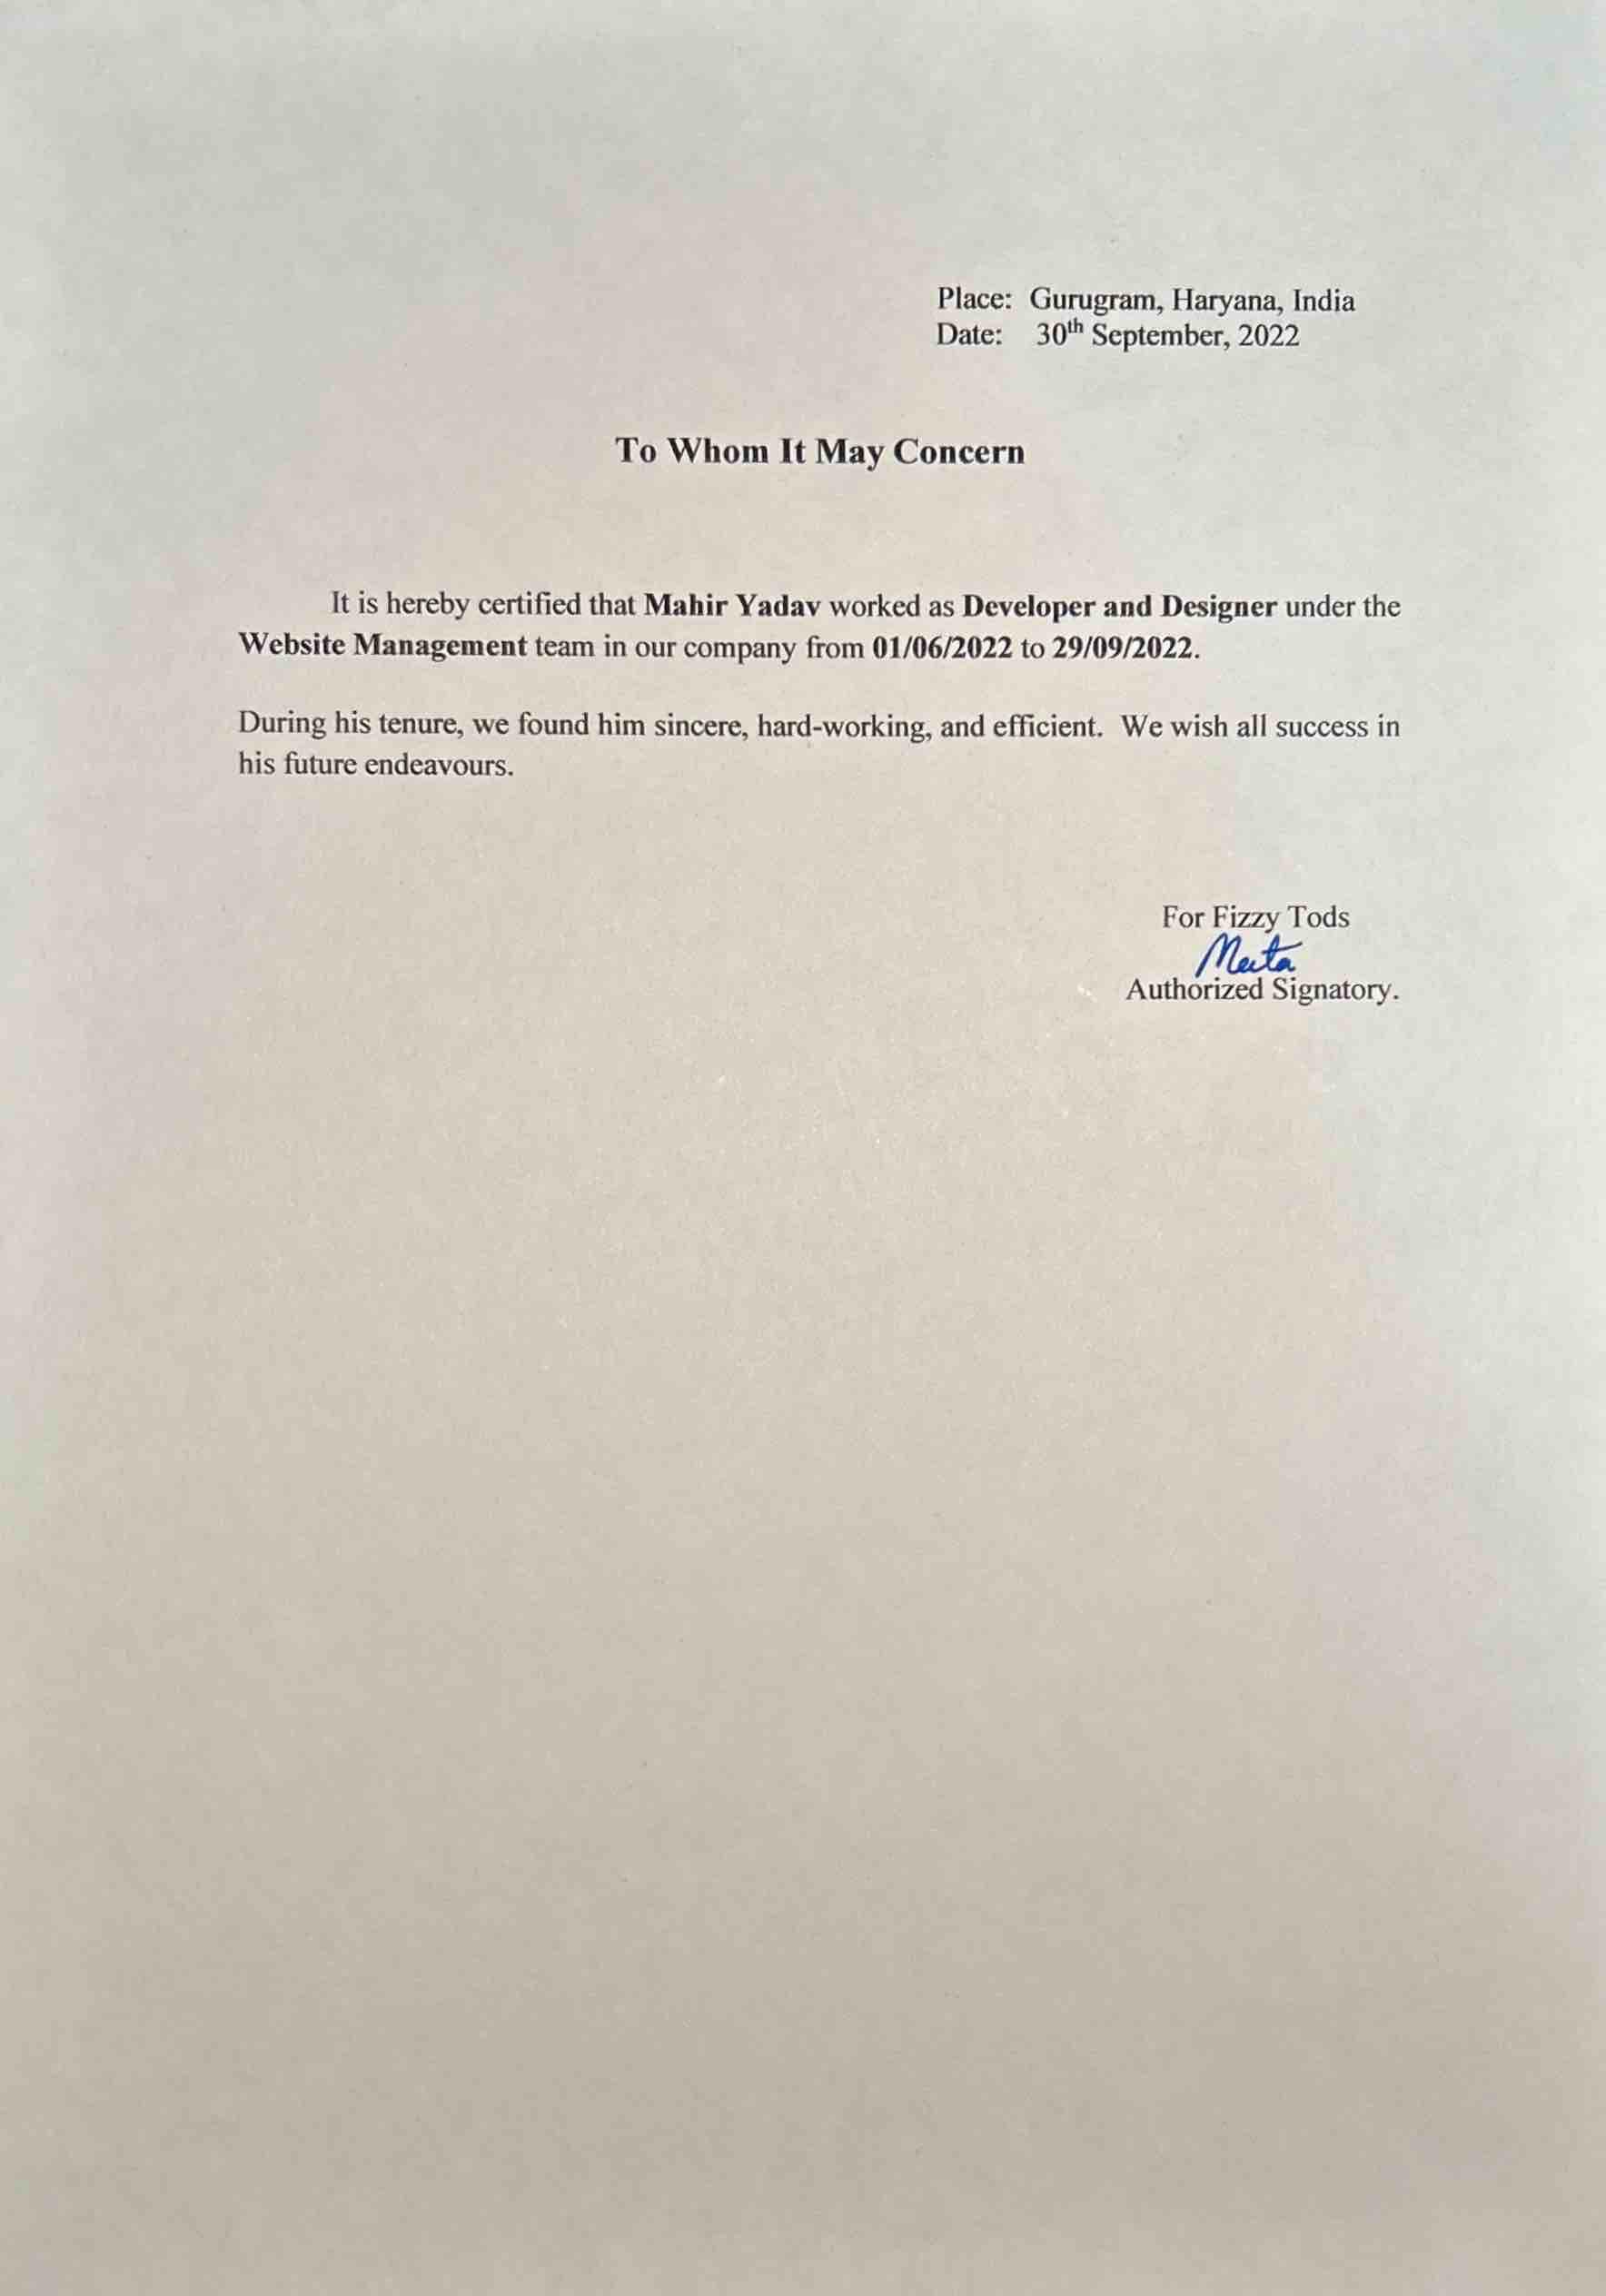 Place: Gurugram, Haryana, India
Date: 30th September, 2022
To Whom It May Concern
It is hereby certified that Mahir Yadav worked as Developer and Designer under the
Website Management team in our company from 01/06/2022 to 29/09/2022.
During his tenure, we found him sincere, hard-working, and efficient. We wish all success in
his future endeavours.
For Fizzy Tods
Authorized Signatory.